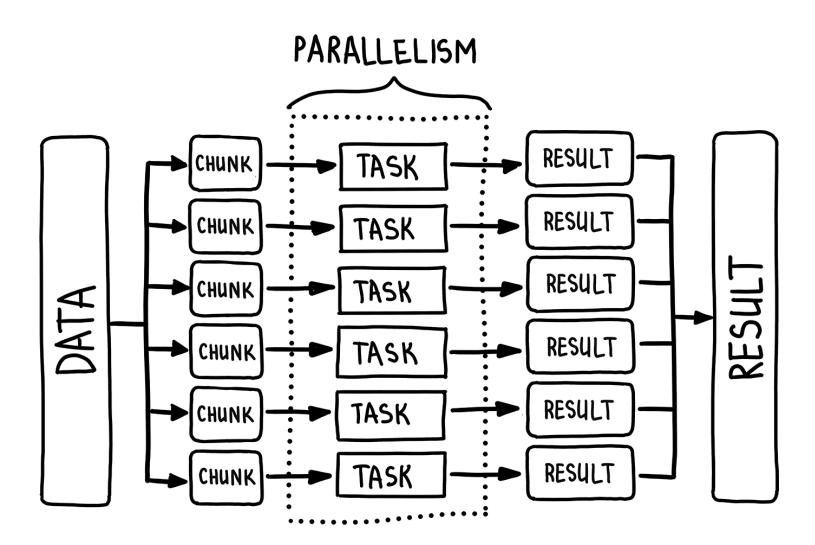 PARALLELISM
DATA
CHUNK
TASK
RESULT
CHUNK
TASK
RESULT
CHUNK
TASK
RESULT
CHUNK
TASK
RESULT
CHUNK
TASK
RESULT
CHUNK
TASK
RESULT
RESULT